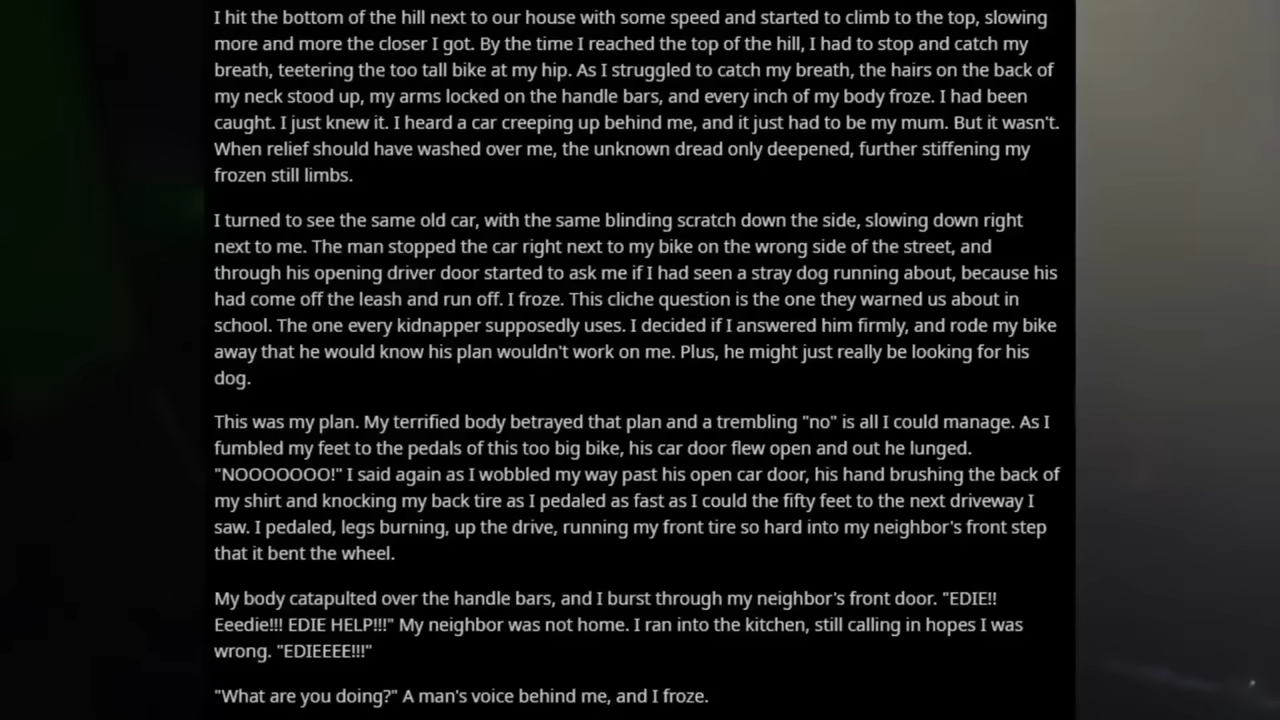 I hit the bottom of the hill next to our house with some speed and started to climb to the top, slowing
more and more the closer I got. By the time I reached the top of the hill, I had to stop and catch my
breath, teetering the too tall bike at my hip. As I struggled to catch my breath, the hairs on the back of
my neck stood up, my arms locked on the handle bars, and every inch of my body froze. I had been
caught. I just knew it. I heard a car creeping up behind me, and it just had to be my mum. But it wasn't.
When relief should have washed over me, the unknown dread only deepened, further stiffening my
frozen still limbs.
I turned to see the same old car, with the same blinding scratch down the side, slowing down right
next to me. The man stopped the car right next to my bike on the wrong side of the street, and
through his opening driver door started to ask me if I had seen a stray dog running about, because his
had come off the leash and run off. I froze. This cliche question is the one they warned us about in
school. The one every kidnapper supposedly uses. I decided if I answered him firmly, and rode my bike
away that he would know his plan wouldn't work on me. Plus, he might just really be looking for his
dog.
This was my plan. My terrified body betrayed that plan and a trembling "no" is all I could manage. As I
fumbled my feet to the pedals of this too big bike, his car door flew open and out he lunged.
"NOOOOOOO!" I said again as I wobbled my way past his open car door, his hand brushing the back of
my shirt and knocking my back tire as I pedaled as fast as I could the fifty feet to the next driveway I
saw. I pedaled, legs burning, up the drive, running my front tire so hard into my neighbor's front step
that it bent the wheel.
My body catapulted over the handle bars, and I burst through my neighbor's front door. "EDIE!!
Eeedie!!! EDIE HELP!!!" My neighbor was not home. I ran into the kitchen, still calling in hopes I was
wrong. "EDIEEEE!!!"
"What are you doing?" A man's voice behind me, and I froze.